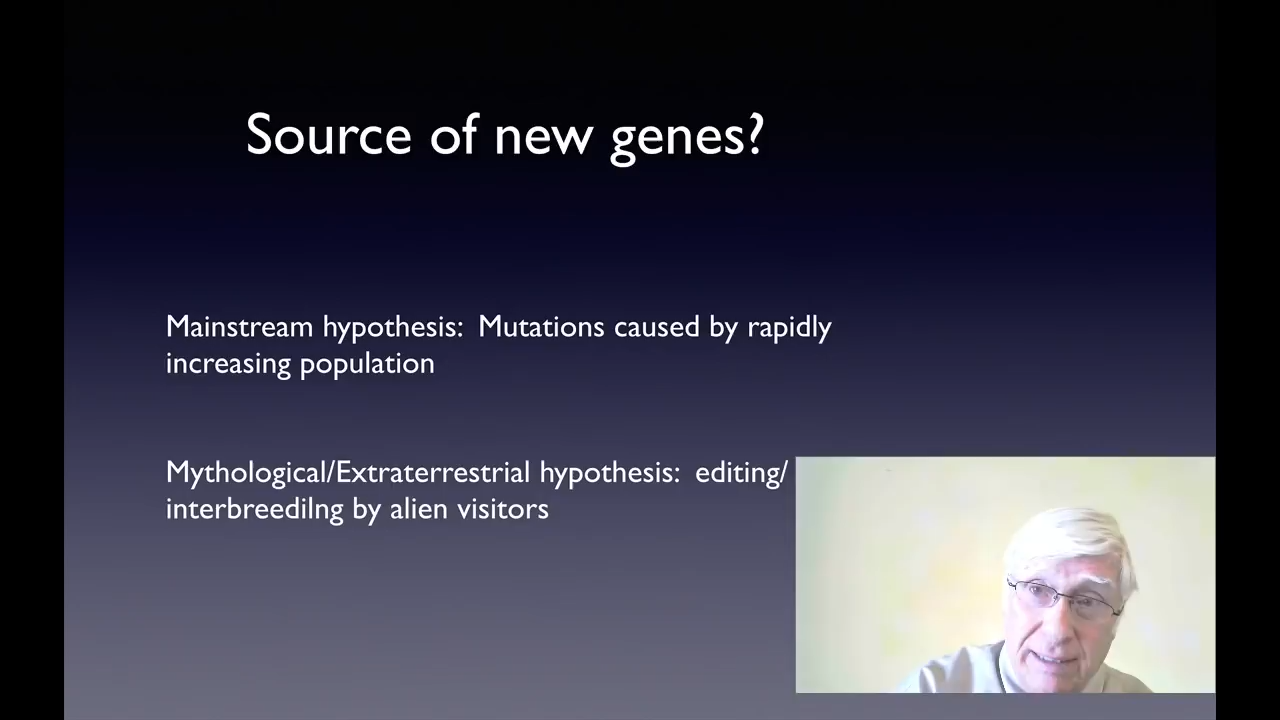 Source of new genes?
Mainstream hypothesis:  Mutations caused by rapidly
increasing population
Mythological/Extraterrestrial hypothesis:  editing/
interbreedilng by alien visitors